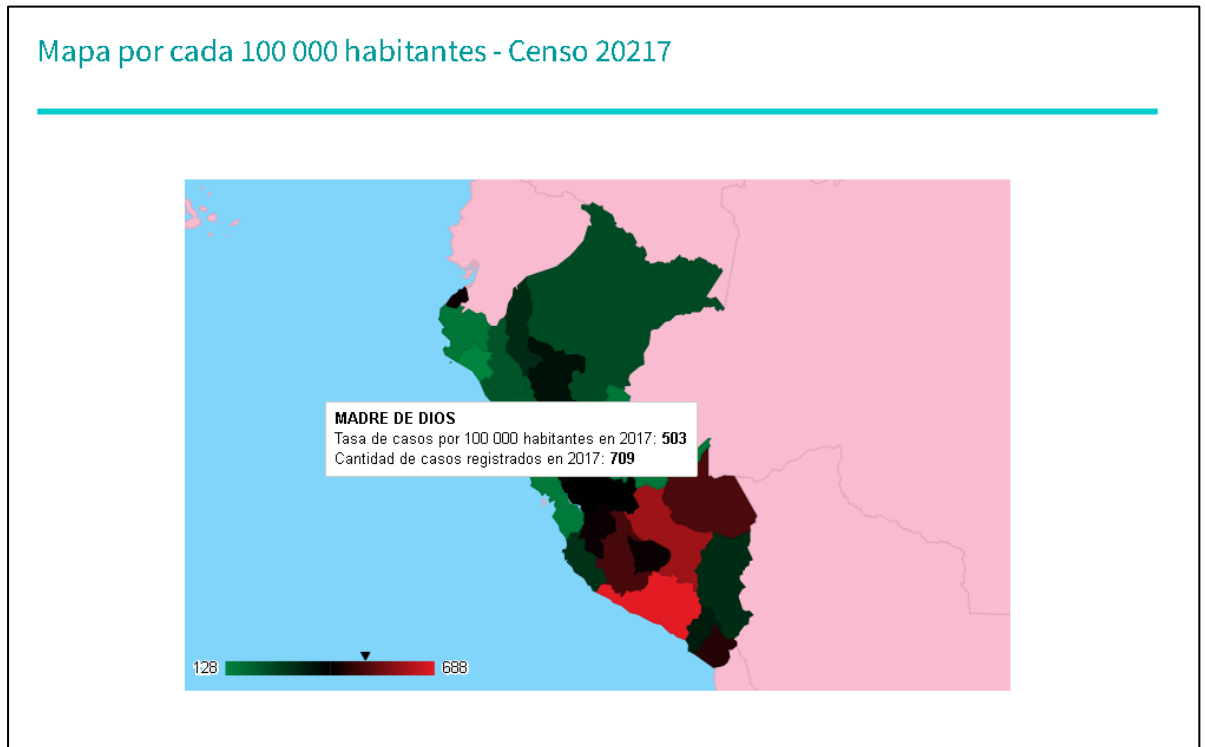 Mapa por cada 100 000 habitantes - Censo 20217
MADRE DE DIOS
Tasa de casos por 100 000 habitantes en 2017: 503
Cantidad de casos registrados en 2017: 709
128
688